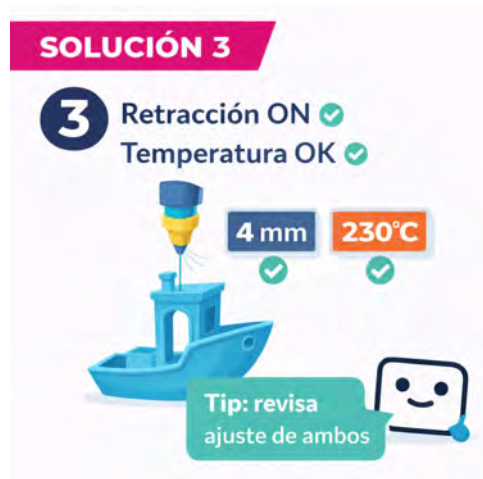 SOLUCIÓN 3
3
Retracción ON
Temperatura OK
4 mm
230°C
Tip: revisa
ajuste de ambos